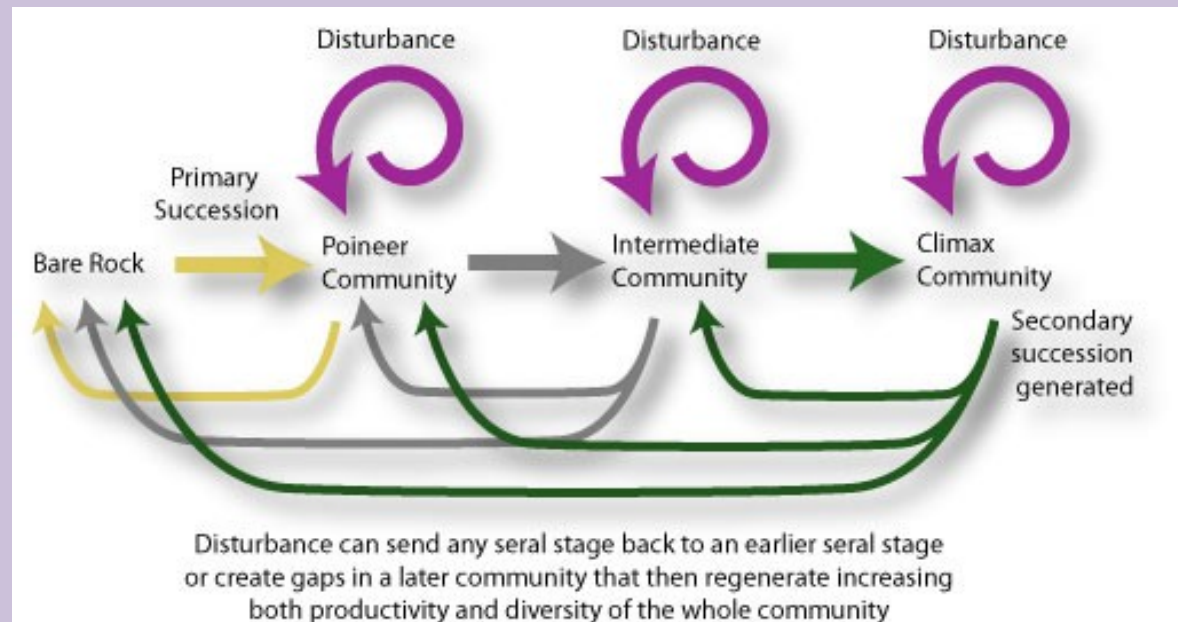 Disturbance
Disturbance
Disturbance
Primary
Succession
Bare Rock
Poineer
Community
Intermediate
Community
Climax
Community
Secondary
succession
generated
Disturbance can send any seral stage back to an earlier seral stage
or create gaps in a later community that then regenerate increasing
both productivity and diversity of the whole community